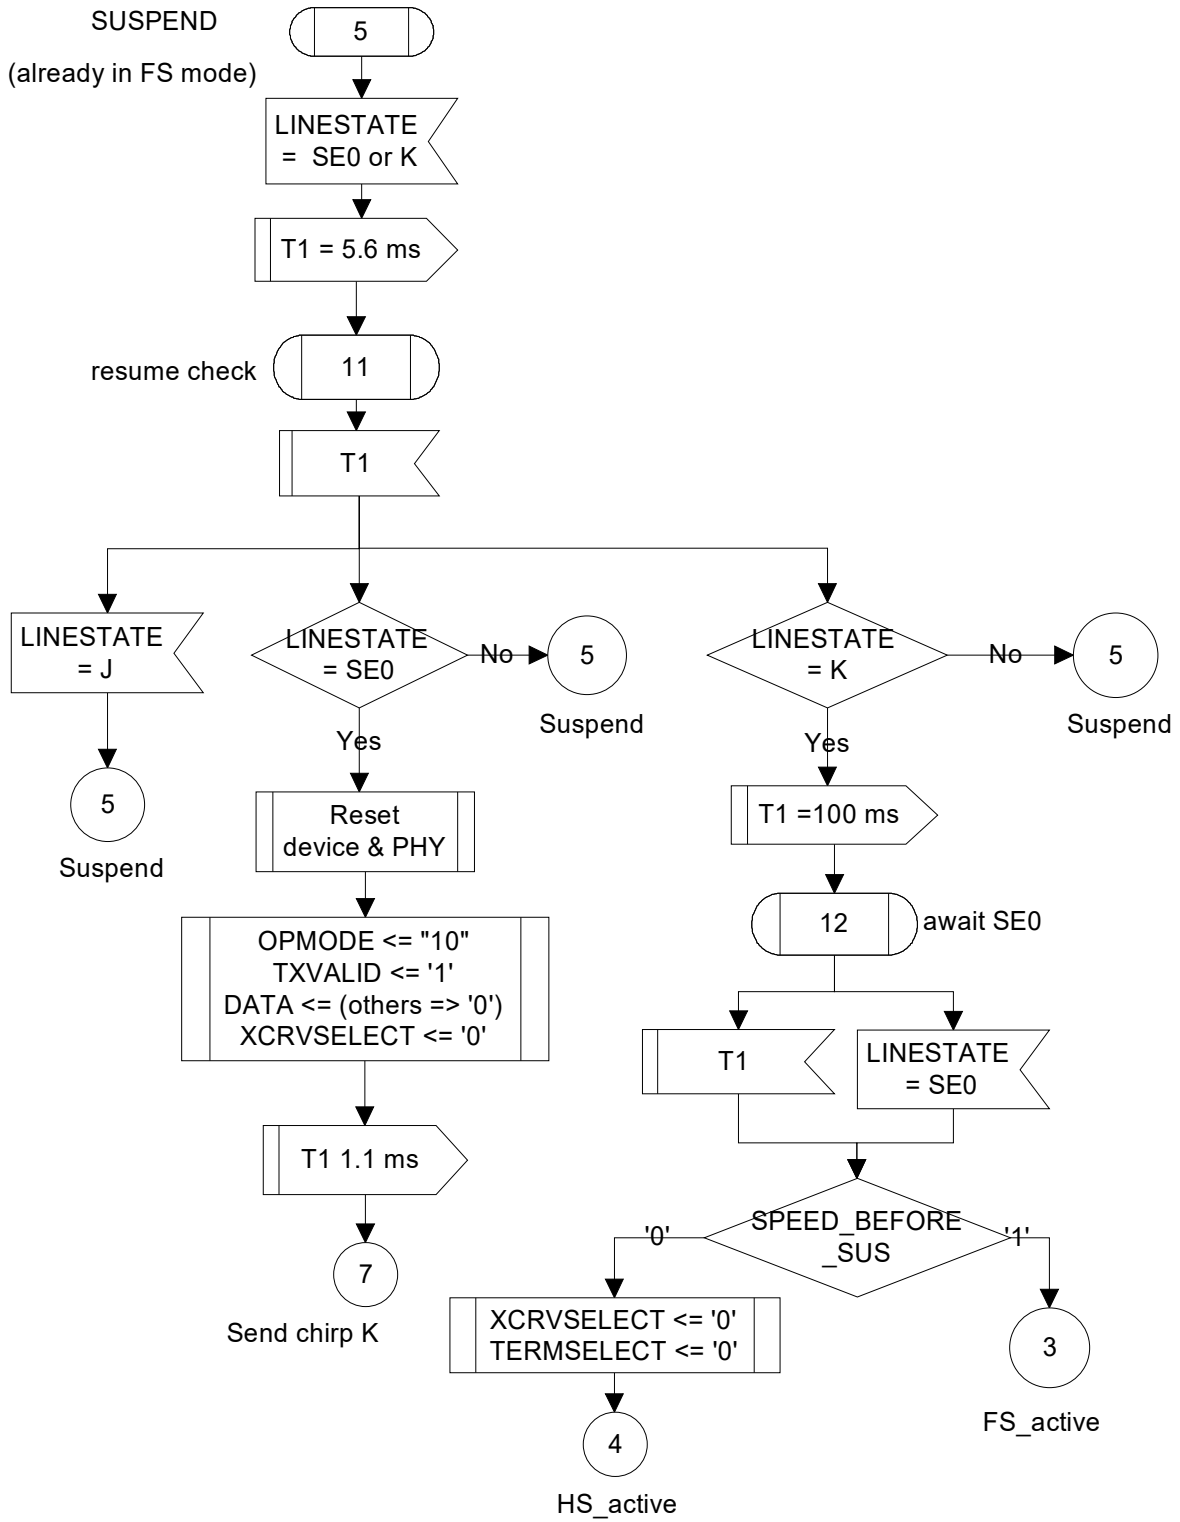 SUSPEND
5
(already in FS mode)
LINESTATE
= SE0 or K
T1 = 5.6 ms
resume check
11
T1
LINESTATE
= J
LINESTATE
= SE0
No
5
Suspend
LINESTATE
= K
No
5
Suspend
Yes
Yes
5
Suspend
Reset
device & PHY
T1 =100 ms
OPMODE <= "10"
TXVALID <= '1'
DATA <= (others => '0')
XCRVSELECT <= '0'
12
await SE0
T1
LINESTATE
= SE0
T1 1.1 ms
7
Send chirp K
SPEED_BEFORE
_SUS
'0'
'1'
XCRVSELECT <= '0'
TERMSELECT <= '0'
3
FS_active
4
HS_active